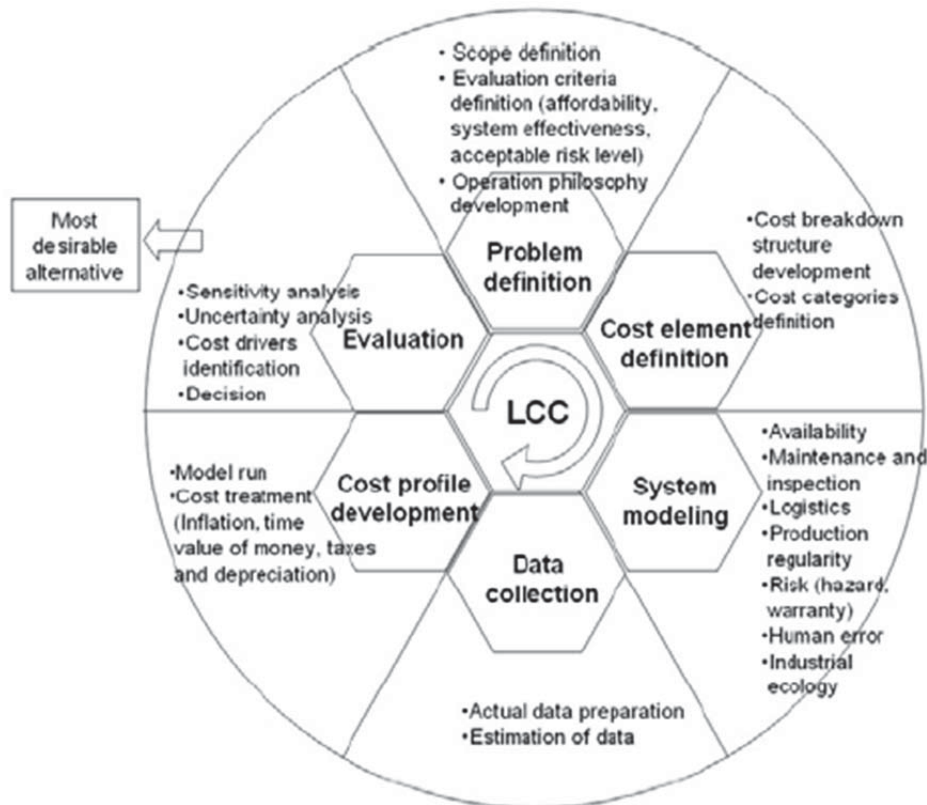 • Scope definition
• Evaluation criteria
definition (affordability,
system effectiveness,
acceptable risk level)
• Operation philosophy
development
Problem
definition
•Cost breakdown
structure
development
•Cost categories
definition
Cost element
definition
•Availability
•Maintenance and
inspection
•Logistics
•Production
regularity
•Risk (hazard,
warranty)
•Human error
•Industrial
ecology
System
modeling
Data
collection
•Actual data preparation
•Estimation of data
Cost profile
development
•Model run
•Cost treatment
(Inflation, time
value of money, taxes
and depreciation)
Evaluation
•Sensitivity analysis
•Uncertainty analysis
•Cost drivers
identification
•Decision
Most
desirable
alternative
LCC